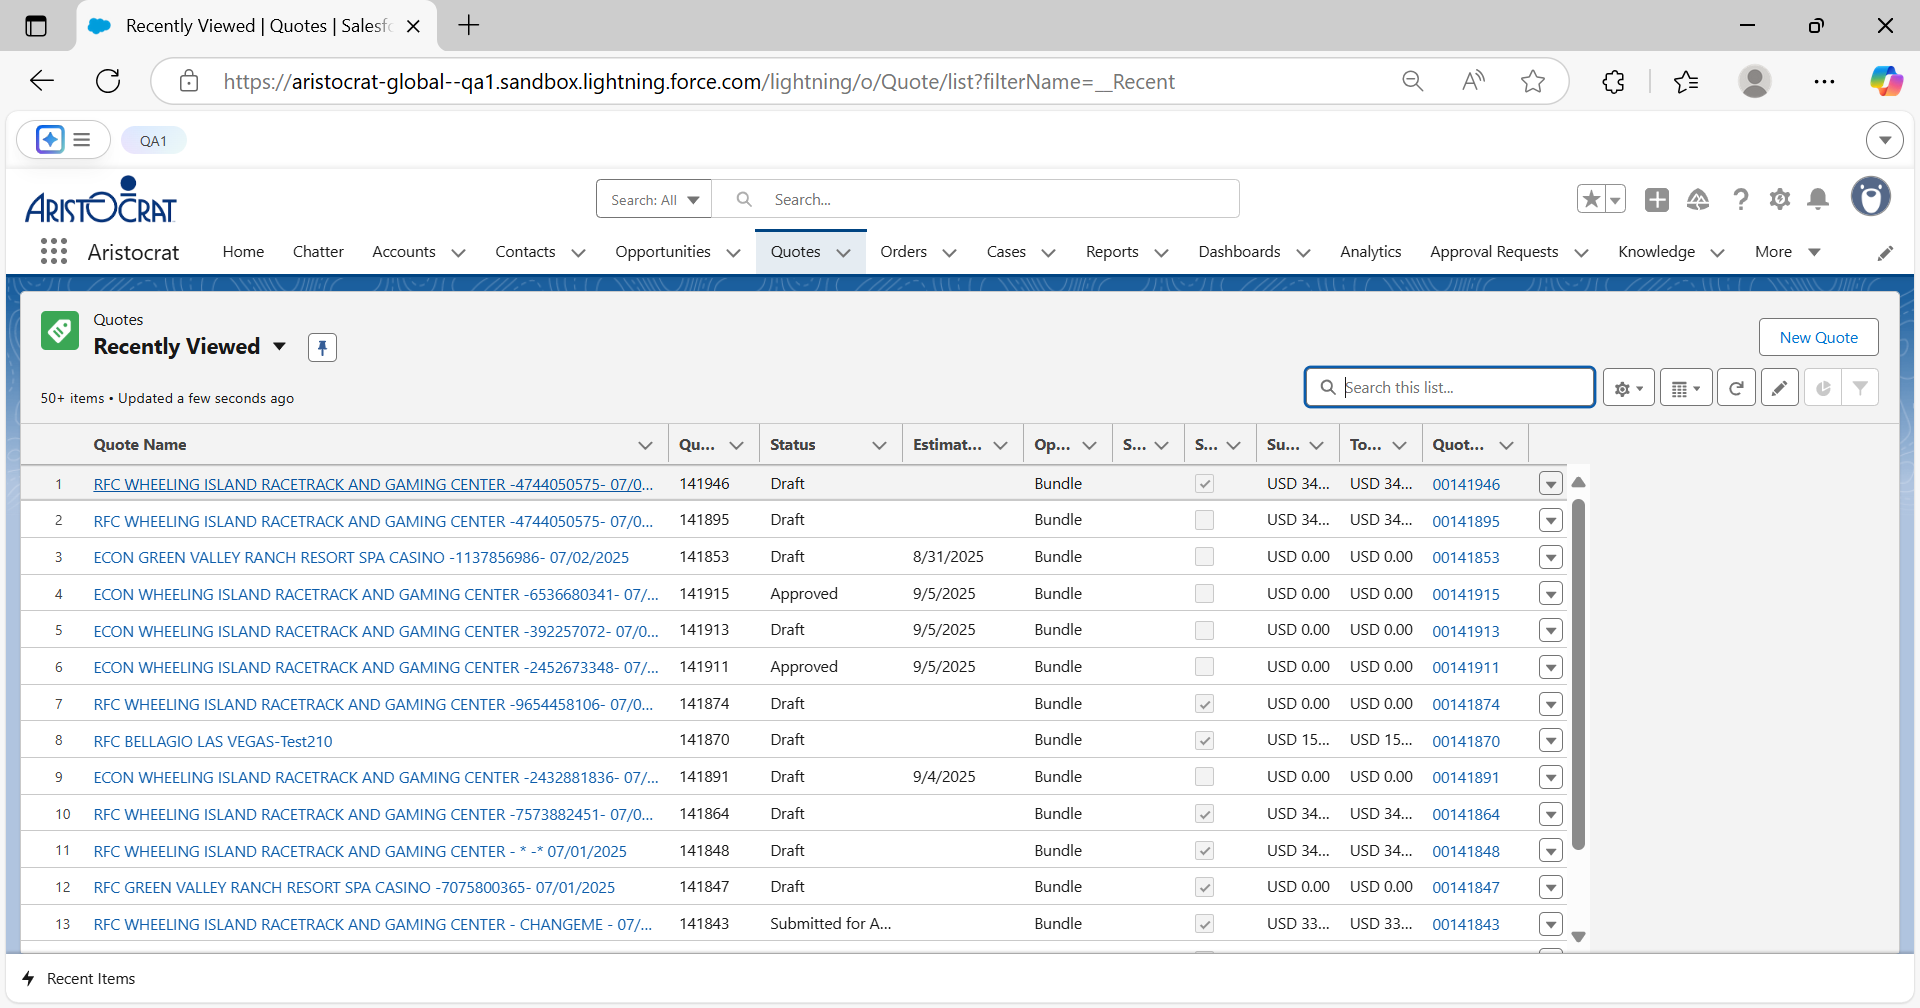 Recently Viewed | Quotes | Salesfo
https://aristocrat-global--qa1.sandbox.lightning.force.com/lightning/o/Quote/list?filterName=__Recent
QA1
ARISTOCRAT
Search: All
Search...
Aristocrat
Home
Chatter
Accounts
Contacts
Opportunities
Quotes
Orders
Cases
Reports
Dashboards
Analytics
Approval Requests
Knowledge
More
Quotes
Recently Viewed
New Quote
50+ items • Updated a few seconds ago
Search this list...
Quote Name Qu... Status Estimat... Op... S... S... Su... To... Quot...
1 RFC WHEELING ISLAND RACETRACK AND GAMING CENTER -4744050575- 07/0... 141946 Draft Bundle USD 34... USD 34... 00141946
2 RFC WHEELING ISLAND RACETRACK AND GAMING CENTER -4744050575- 07/0... 141895 Draft Bundle USD 34... USD 34... 00141895
3 ECON GREEN VALLEY RANCH RESORT SPA CASINO -1137856986- 07/02/2025 141853 Draft 8/31/2025 Bundle USD 0.00 USD 0.00 00141853
4 ECON WHEELING ISLAND RACETRACK AND GAMING CENTER -6536680341- 07/... 141915 Approved 9/5/2025 Bundle USD 0.00 USD 0.00 00141915
5 ECON WHEELING ISLAND RACETRACK AND GAMING CENTER -392257072- 07/0... 141913 Draft 9/5/2025 Bundle USD 0.00 USD 0.00 00141913
6 ECON WHEELING ISLAND RACETRACK AND GAMING CENTER -2452673348- 07/... 141911 Approved 9/5/2025 Bundle USD 0.00 USD 0.00 00141911
7 RFC WHEELING ISLAND RACETRACK AND GAMING CENTER -9654458106- 07/0... 141874 Draft Bundle USD 0.00 USD 0.00 00141874
8 RFC BELLAGIO LAS VEGAS-Test210 141870 Draft Bundle USD 15... USD 15... 00141870
9 ECON WHEELING ISLAND RACETRACK AND GAMING CENTER -2432881836- 07/... 141891 Draft 9/4/2025 Bundle USD 0.00 USD 0.00 00141891
10 RFC WHEELING ISLAND RACETRACK AND GAMING CENTER -7573882451- 07/0... 141864 Draft Bundle USD 34... USD 34... 00141864
11 RFC WHEELING ISLAND RACETRACK AND GAMING CENTER - * -* 07/01/2025 141848 Draft Bundle USD 34... USD 34... 00141848
12 RFC GREEN VALLEY RANCH RESORT SPA CASINO -7075800365- 07/01/2025 141847 Draft Bundle USD 0.00 USD 0.00 00141847
13 RFC WHEELING ISLAND RACETRACK AND GAMING CENTER - CHANGEME - 07/... 141843 Submitted for A... Bundle USD 33... USD 33... 00141843
Recent Items